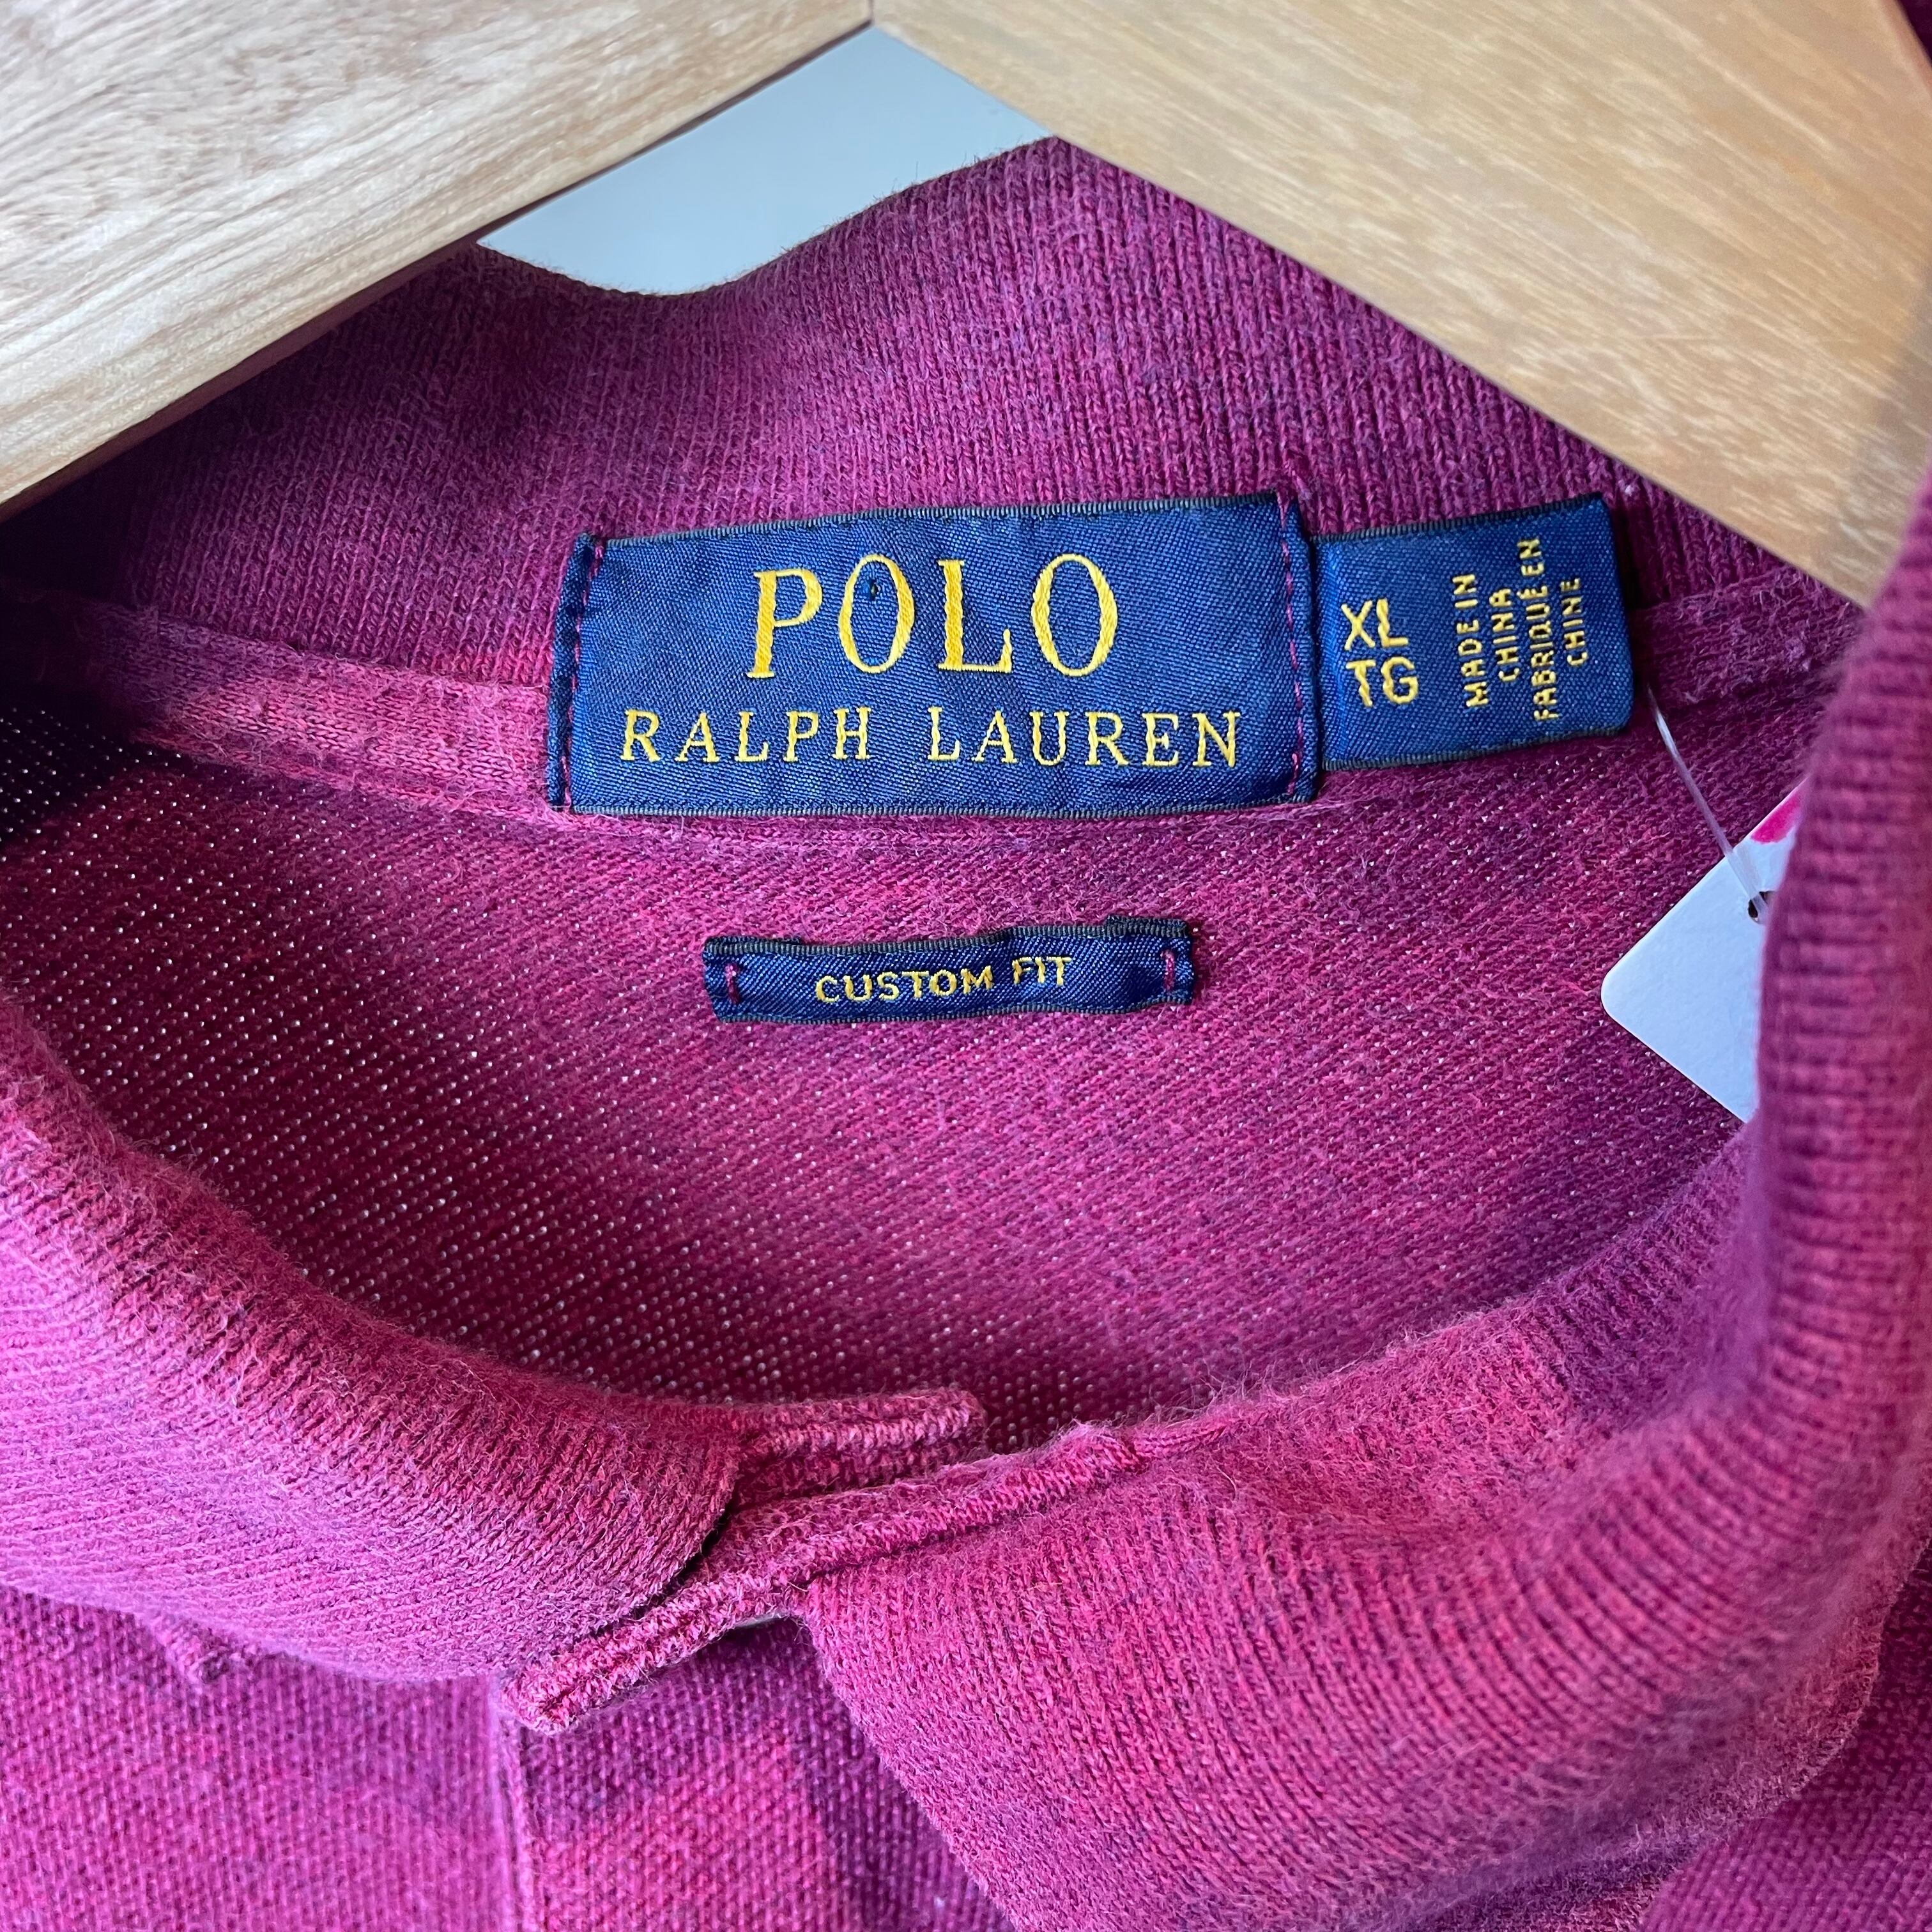 POLO
RALPH LAUREN
XL
TG
MADE IN
CHINA
FABRIQUÉ EN
CHINE
CUSTOM FIT